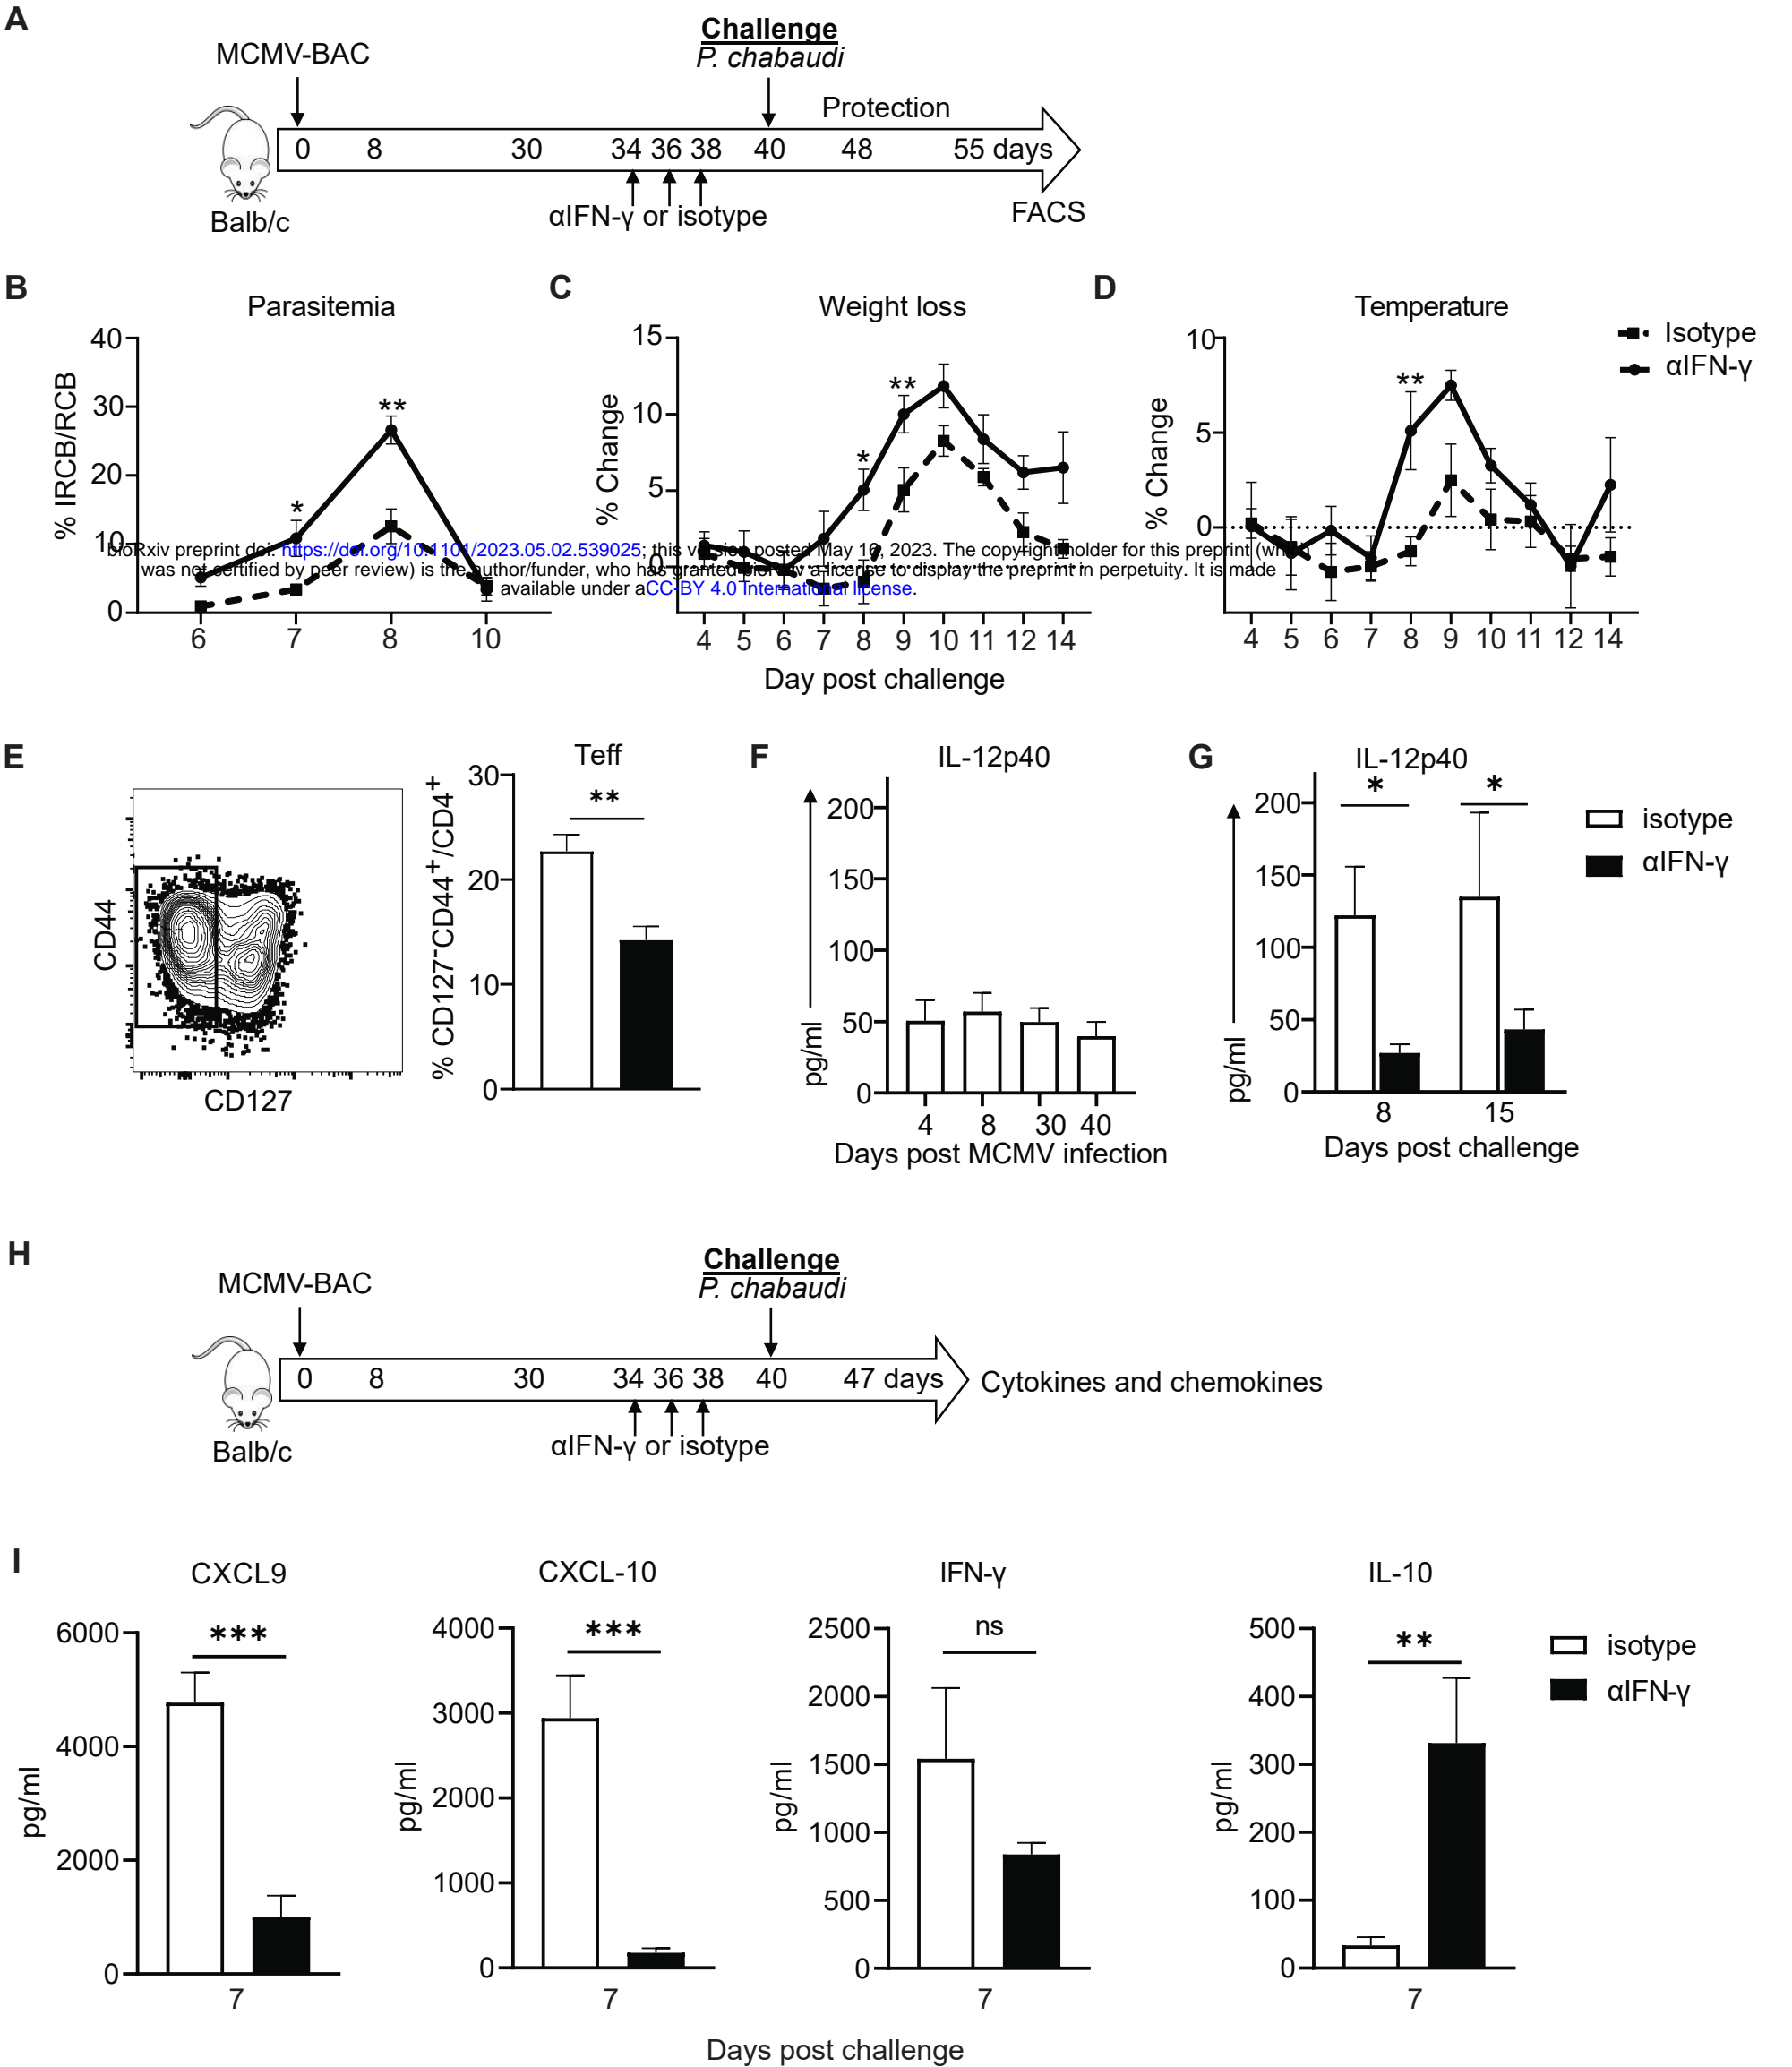 A
MCMV-BAC
Challenge
P. chabaudi
Protection
0 8 30 34 36 38 40 48 55 days
αIFN-γ or isotype
FACS
Balb/c
B
Parasitemia
% IRCB/RCB
40
30
20
10
0
6 7 8 10
*
**
C
Weight loss
% Change
15
10
5
0
4 5 6 7 8 9 10 11 12 14
*
**
Day post challenge
D
Temperature
% Change
10
5
0
4 5 6 7 8 9 10 11 12 14
**
Isotype
αIFN-γ
bioRxiv preprint doi: https://doi.org/10.1101/2023.05.02.539025; this version posted May 16, 2023. The copyright holder for this preprint (which
was not certified by peer review) is the author/funder, who has granted bioRxiv a license to display the preprint in perpetuity. It is made
available under aCC-BY 4.0 International license.
E
CD44
CD127
Teff
% CD127-CD44+/CD4+
30
20
10
0
**
F
IL-12p40
pg/ml
200
150
100
50
0
4 8 30 40
Days post MCMV infection
G
IL-12p40
pg/ml
200
150
100
50
0
* *
8 15
Days post challenge
isotype
αIFN-γ
H
MCMV-BAC
Challenge
P. chabaudi
0 8 30 34 36 38 40 47 days
Cytokines and chemokines
αIFN-γ or isotype
Balb/c
I
CXCL9
pg/ml
6000
4000
2000
0
***
7
CXCL-10
pg/ml
4000
3000
2000
1000
0
***
7
IFN-γ
pg/ml
2500
2000
1500
1000
500
0
ns
7
IL-10
pg/ml
500
400
300
200
100
0
**
7
isotype
αIFN-γ
Days post challenge